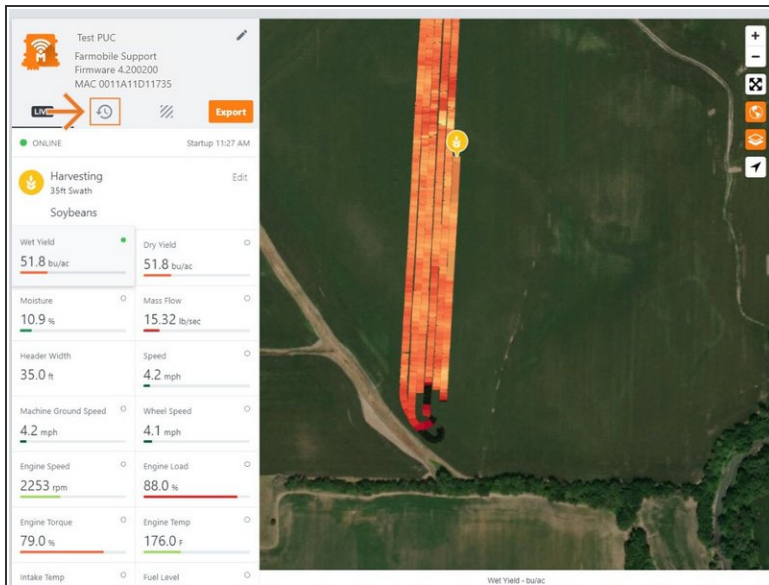 Test PUC
Farmobile Support
Firmware 4.200200
MAC 0011A11D11735
LIVE
Export
ONLINE
Startup 11:27 AM
Harvesting
Edit
35ft Swath
Soybeans
Wet Yield
51.8 bu/ac
Dry Yield
51.8 bu/ac
Moisture
10.9 %
Mass Flow
15.32 lb/sec
Header Width
35.0 ft
Speed
4.2 mph
Machine Ground Speed
4.2 mph
Wheel Speed
4.1 mph
Engine Speed
2253 rpm
Engine Load
88.0 %
Engine Torque
79.0 %
Engine Temp
176.0 F
Intake Temp
Fuel Level
Wet Yield - bu/ac